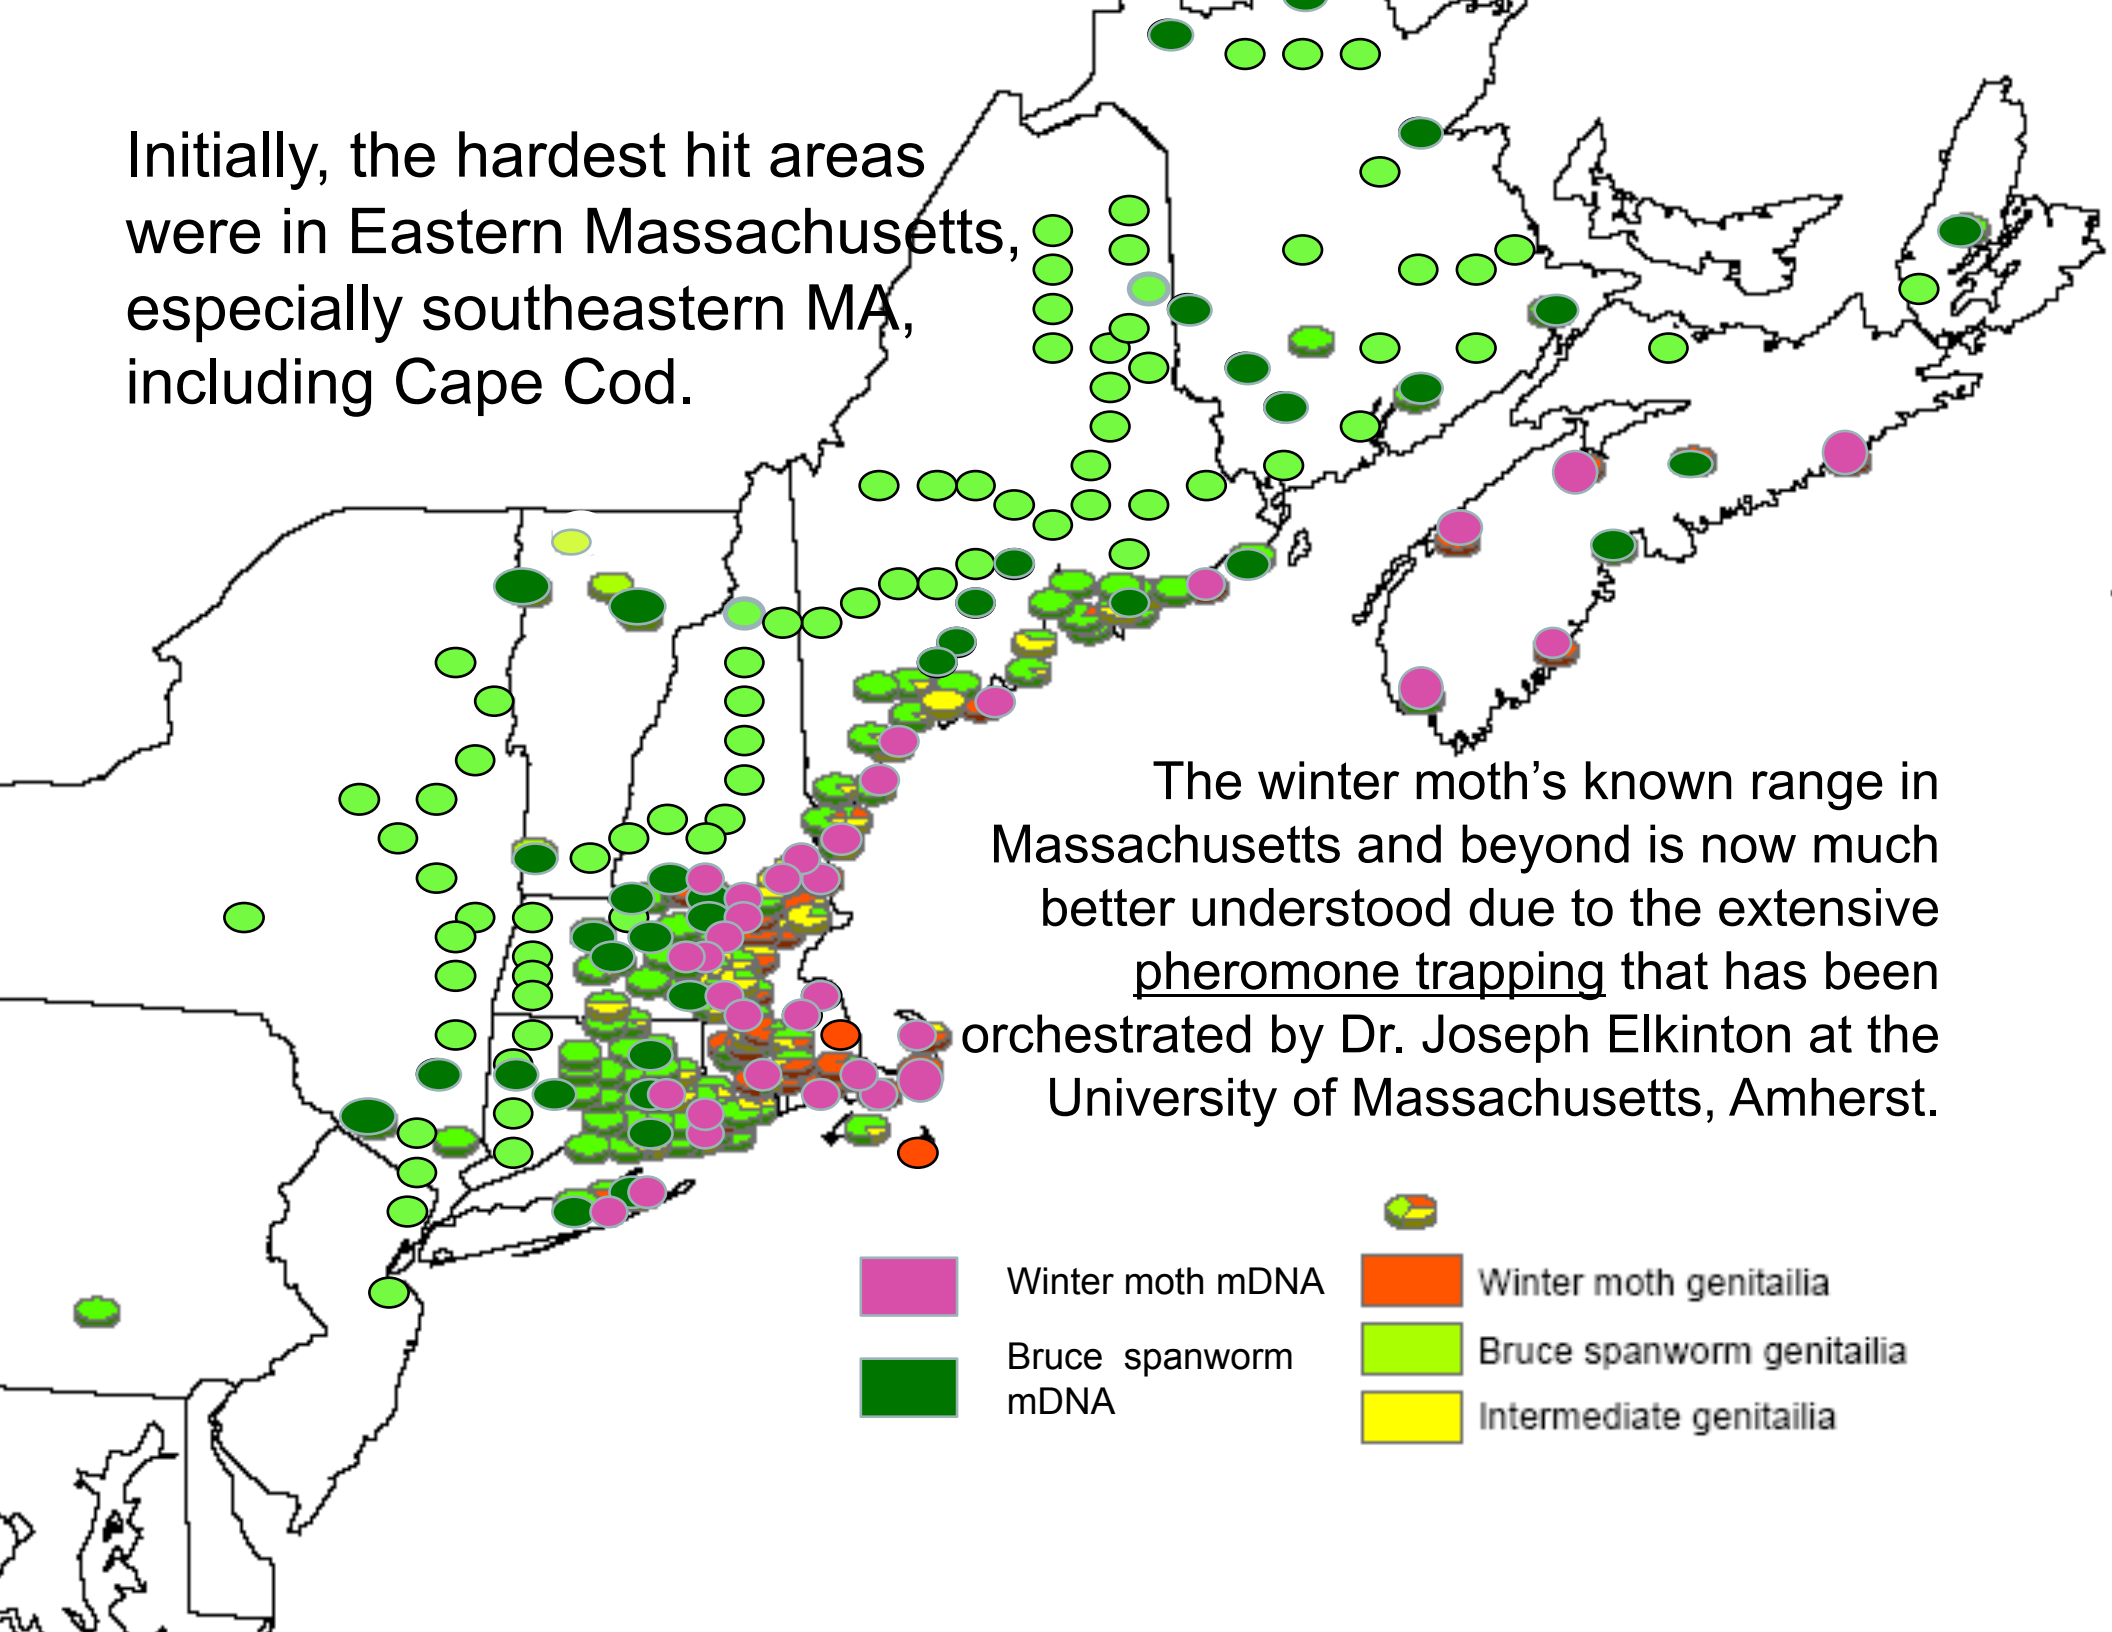 Initially, the hardest hit areas
were in Eastern Massachusetts,
especially southeastern MA,
including Cape Cod.
The winter moth’s known range in
Massachusetts and beyond is now much
better understood due to the extensive
pheromone trapping that has been
orchestrated by Dr. Joseph Elkinton at the
University of Massachusetts, Amherst.
Winter moth mDNA
Bruce spanworm
mDNA
Winter moth genitailia
Bruce spanworm genitailia
Intermediate genitailia